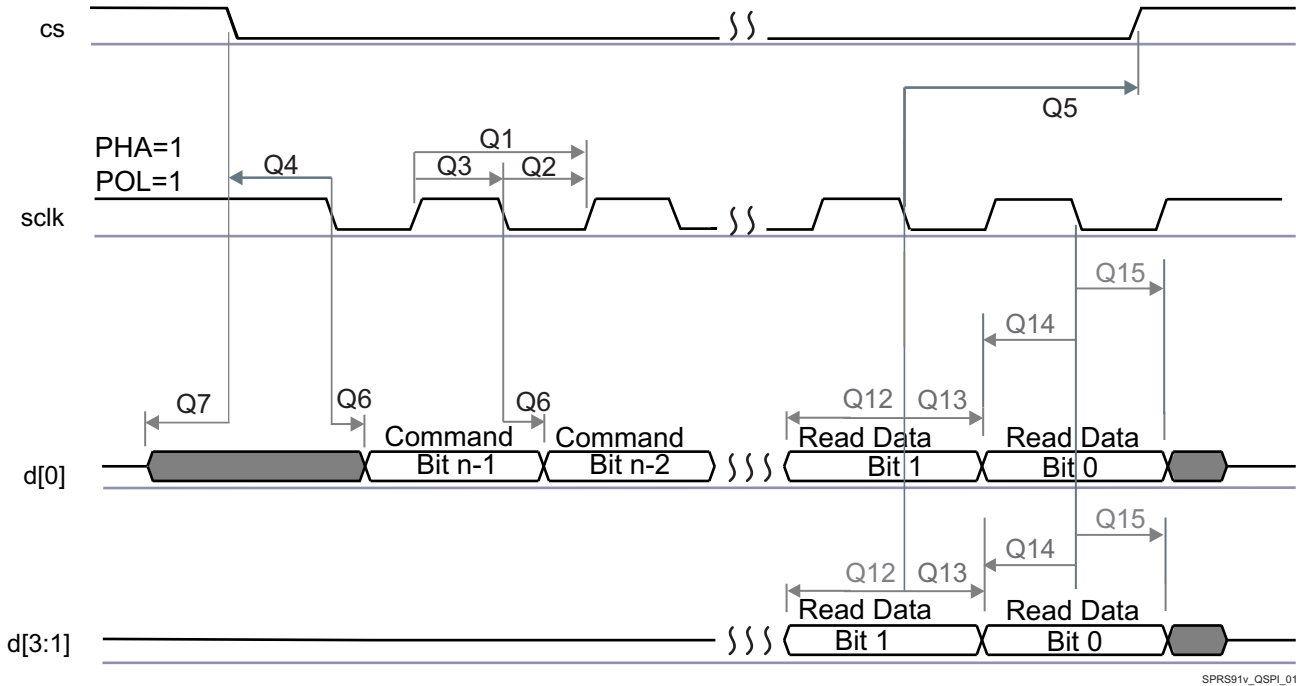 cs
Q5
PHA=1
POL=1
Q4
Q1
Q3 Q2
sclk
Q15
Q14
Q7 Q6 Q6 Q12 Q13
Command Command Read Data Read Data
d[0] Bit n-1 Bit n-2 Bit 1 Bit 0
Q15
Q14
Q12 Q13
Read Data Read Data
d[3:1] Bit 1 Bit 0
SPRS91v_QSPI_01